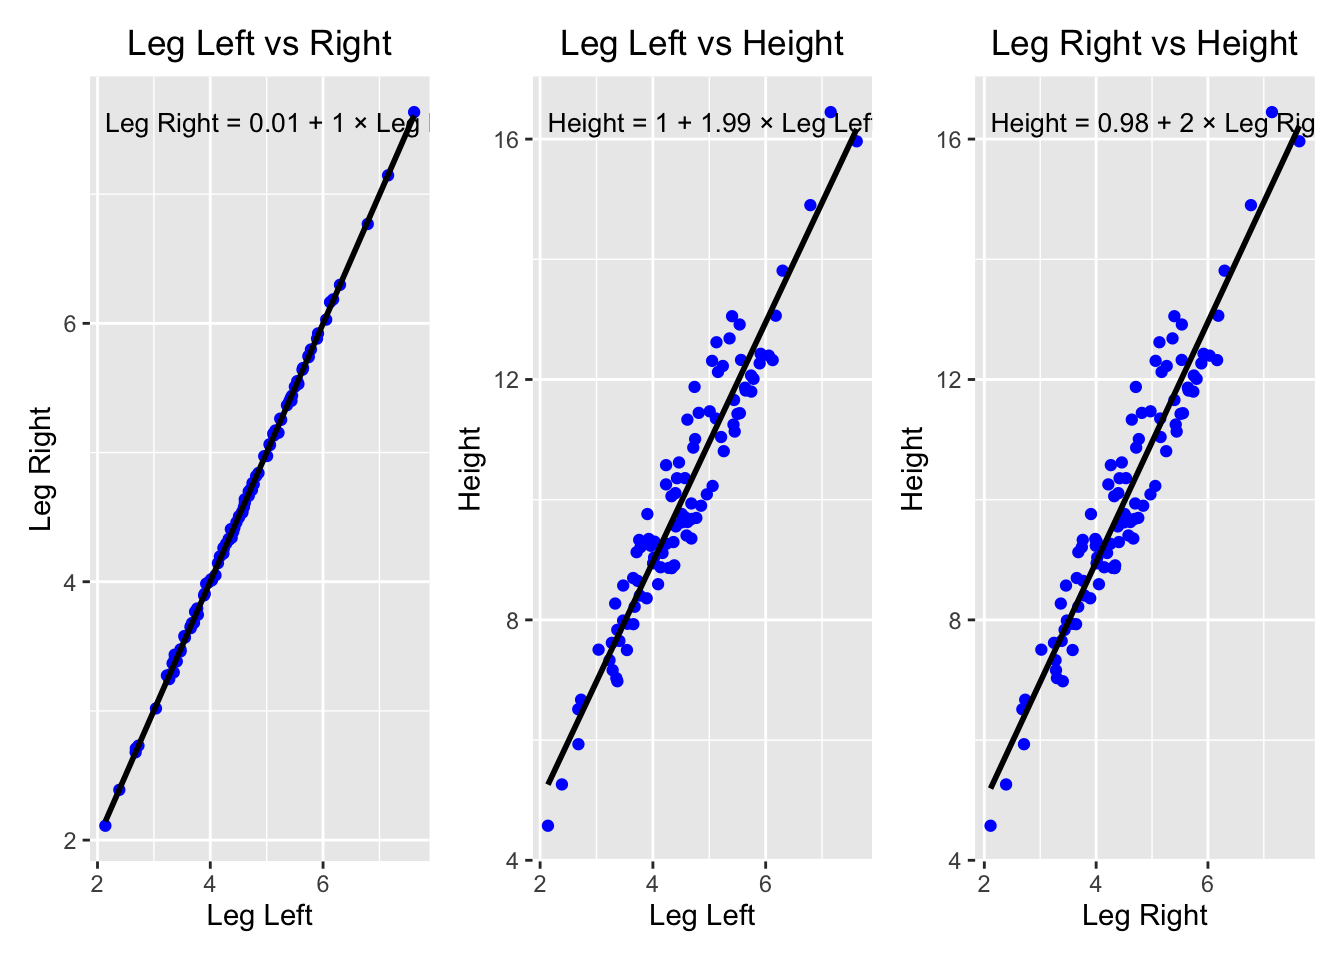 Leg Left vs Right
Leg Right = 0.01 + 1 × Leg
6
4
2
2 4 6
Leg Right
Leg Left
Leg Left vs Height
Height = 1 + 1.99 × Leg Left
16
12
8
4
2 4 6
Height
Leg Left
Leg Right vs Height
Height = 0.98 + 2 × Leg Rig
16
12
8
4
2 4 6
Height
Leg Right